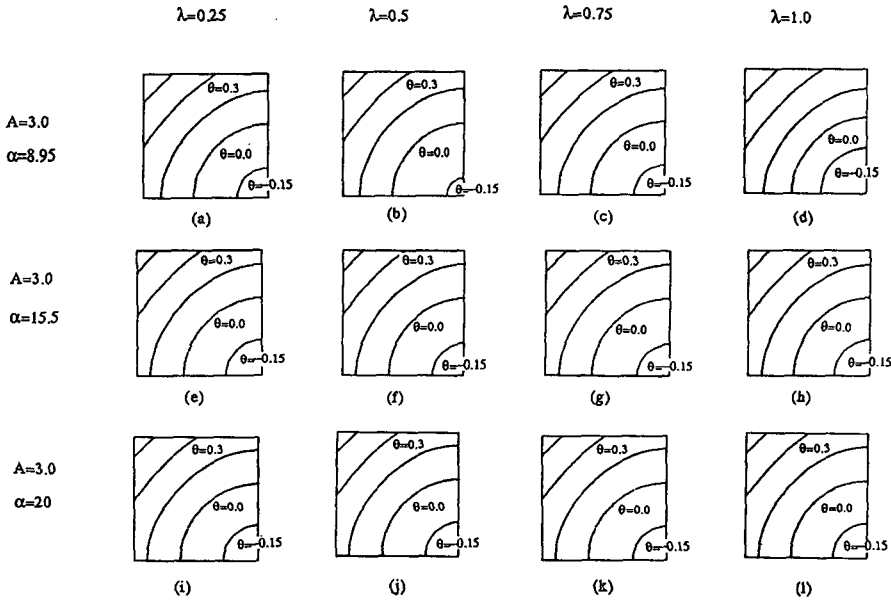 λ=0.25 λ=0.5 λ=0.75 λ=1.0
A=3.0
α=8.95
θ=0.3 θ=0.3 θ=0.3
θ=0.0 θ=0.0 θ=0.0 θ=0.0
θ=-0.15 θ=-0.15 θ=-0.15 θ=-0.15
(a) (b) (c) (d)
A=3.0
α=15.5
θ=0.3 θ=0.3 θ=0.3 θ=0.3
θ=0.0 θ=0.0 θ=0.0 θ=0.0
θ=-0.15 θ=-0.15 θ=-0.15 θ=-0.15
(e) (f) (g) (h)
A=3.0
α=20
θ=0.3 θ=0.3 θ=0.3 θ=0.3
θ=0.0 θ=0.0 θ=0.0 θ=0.0
θ=-0.15 θ=-0.15 θ=-0.15 θ=-0.15
(i) (j) (k) (l)